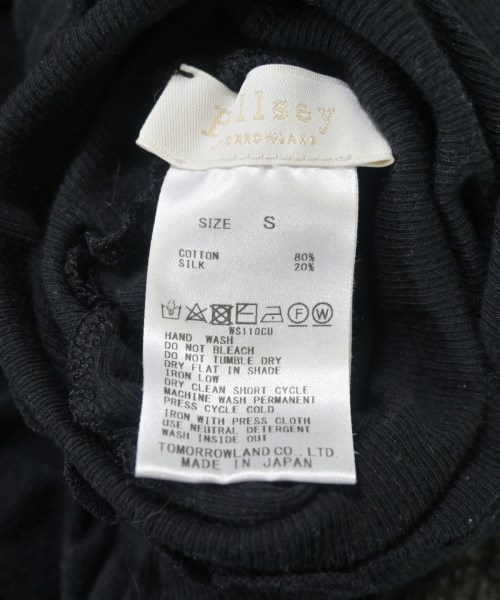 jollsey
TOMORROWLAND
SIZE S
COTTON 80%
SILK 20%
F W
WS110CU
HAND WASH
DO NOT BLEACH
DO NOT TUMBLE DRY
DRY FLAT IN SHADE
IRON LOW
DRY CLEAN SHORT CYCLE
MACHINE WASH PERMANENT
PRESS CYCLE COLD
IRON WITH PRESS CLOTH
USE NEUTRAL DETERGENT
WASH INSIDE OUT
TOMORROWLAND CO., LTD.
MADE IN JAPAN